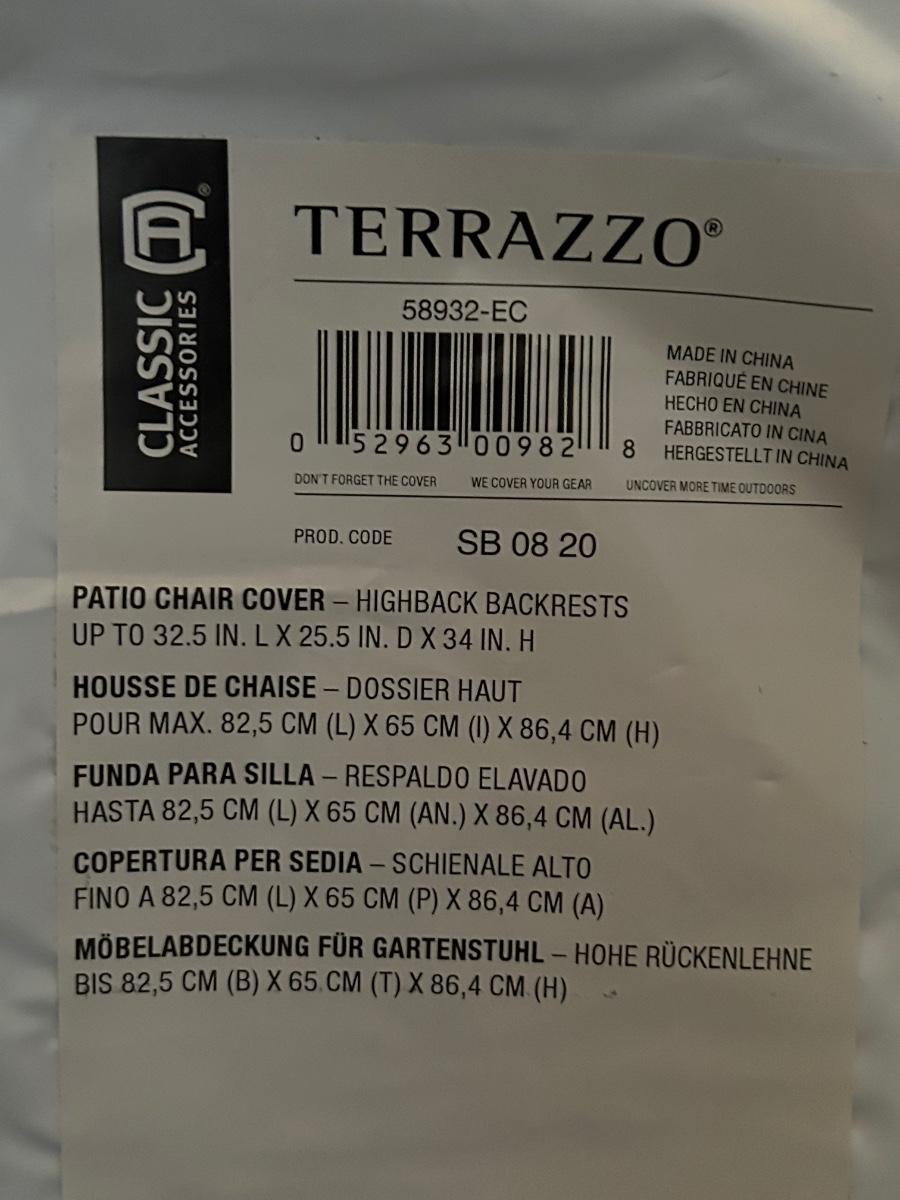 CLASSIC
ACCESSORIES
CA®
TERRAZZO®
58932-EC
0 52963 00982 8
MADE IN CHINA
FABRIQUÉ EN CHINE
HECHO EN CHINA
FABBRICATO IN CINA
HERGESTELLT IN CHINA
DON'T FORGET THE COVER WE COVER YOUR GEAR UNCOVER MORE TIME OUTDOORS
PROD. CODE SB 08 20
PATIO CHAIR COVER – HIGHBACK BACKRESTS
UP TO 32.5 IN. L X 25.5 IN. D X 34 IN. H
HOUSSE DE CHAISE – DOSSIER HAUT
POUR MAX. 82,5 CM (L) X 65 CM (l) X 86,4 CM (H)
FUNDA PARA SILLA – RESPALDO ELAVADO
HASTA 82,5 CM (L) X 65 CM (AN.) X 86,4 CM (AL.)
COPERTURA PER SEDIA – SCHIENALE ALTO
FINO A 82,5 CM (L) X 65 CM (P) X 86,4 CM (A)
MÖBELABDECKUNG FÜR GARTENSTUHL – HOHE RÜCKENLEHNE
BIS 82,5 CM (B) X 65 CM (T) X 86,4 CM (H)